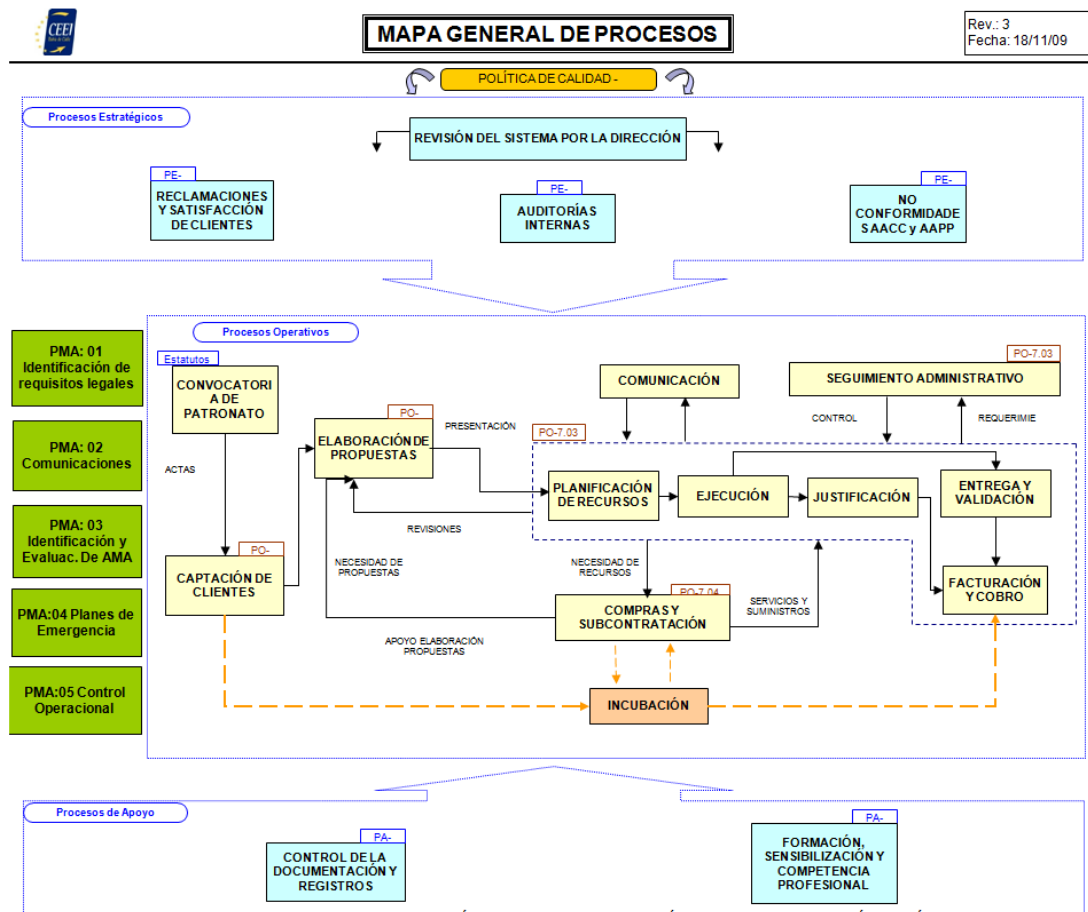 CEEI
MAPA GENERAL DE PROCESOS
Rev.: 3
Fecha: 18/11/09
POLÍTICA DE CALIDAD -
Procesos Estratégicos
REVISIÓN DEL SISTEMA POR LA DIRECCIÓN
PE-
RECLAMACIONES
Y SATISFACCIÓN
DE CLIENTES
PE-
AUDITORÍAS
INTERNAS
PE-
NO
CONFORMIDADE
S AACC y AAPP
PMA: 01
Identificación de
requisitos legales
PMA: 02
Comunicaciones
PMA: 03
Identificación y
Evaluac. De AMA
PMA:04 Planes de
Emergencia
PMA:05 Control
Operacional
Procesos Operativos
Estatutos
CONVOCATORI
A DE
PATRONATO
ACTAS
PO-
CAPTACIÓN DE
CLIENTES
PO-
ELABORACIÓN DE
PROPUESTAS
PRESENTACIÓN
REVISIONES
NECESIDAD DE
PROPUESTAS
COMUNICACIÓN
PO-7.03
SEGUIMIENTO ADMINISTRATIVO
CONTROL
REQUERIMIE
PO-7.03
PLANIFICACIÓN
DE RECURSOS
EJECUCIÓN
JUSTIFICACIÓN
ENTREGA Y
VALIDACIÓN
FACTURACIÓN
Y COBRO
NECESIDAD DE
RECURSOS
PO-7.04
COMPRAS Y
SUBCONTRATACIÓN
SERVICIOS Y
SUMINISTROS
APOYO ELABORACIÓN
PROPUESTAS
INCUBACIÓN
Procesos de Apoyo
PA-
CONTROL DE LA
DOCUMENTACIÓN Y
REGISTROS
PA-
FORMACIÓN,
SENSIBILIZACIÓN Y
COMPETENCIA
PROFESIONAL